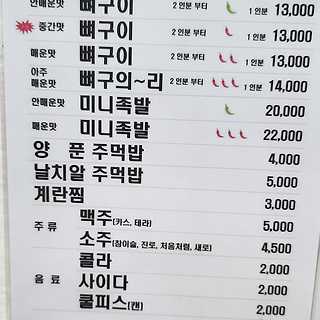 안매운맛 뼈구이 2인분 부터 1인분 13,000
중간맛 뼈구이 2인분 부터 1인분 13,000
매운맛 뼈구이 2인분 부터 1인분 13,000
아주매운맛 뼈구의~리 2인분 부터 1인분 14,000
안매운맛 미니족발 20,000
매운맛 미니족발 22,000
양푼주먹밥 4,000
날치알 주먹밥 5,000
계란찜 3,000
주류 맥주(카스, 테라) 5,000
소주(참이슬, 진로, 처음처럼, 새로) 4,500
음료 콜라 2,000
사이다 2,000
쿨피스(캔) 2,000